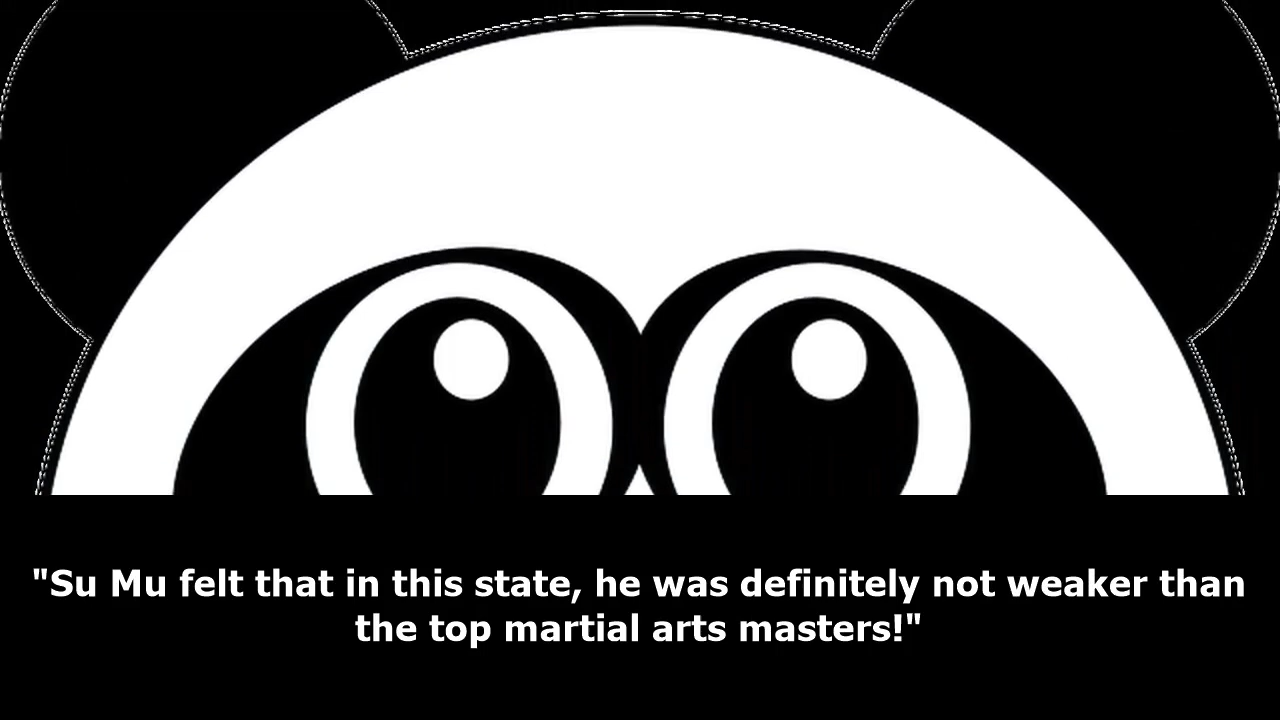 "Su Mu felt that in this state, he was definitely not weaker than
the top martial arts masters!"